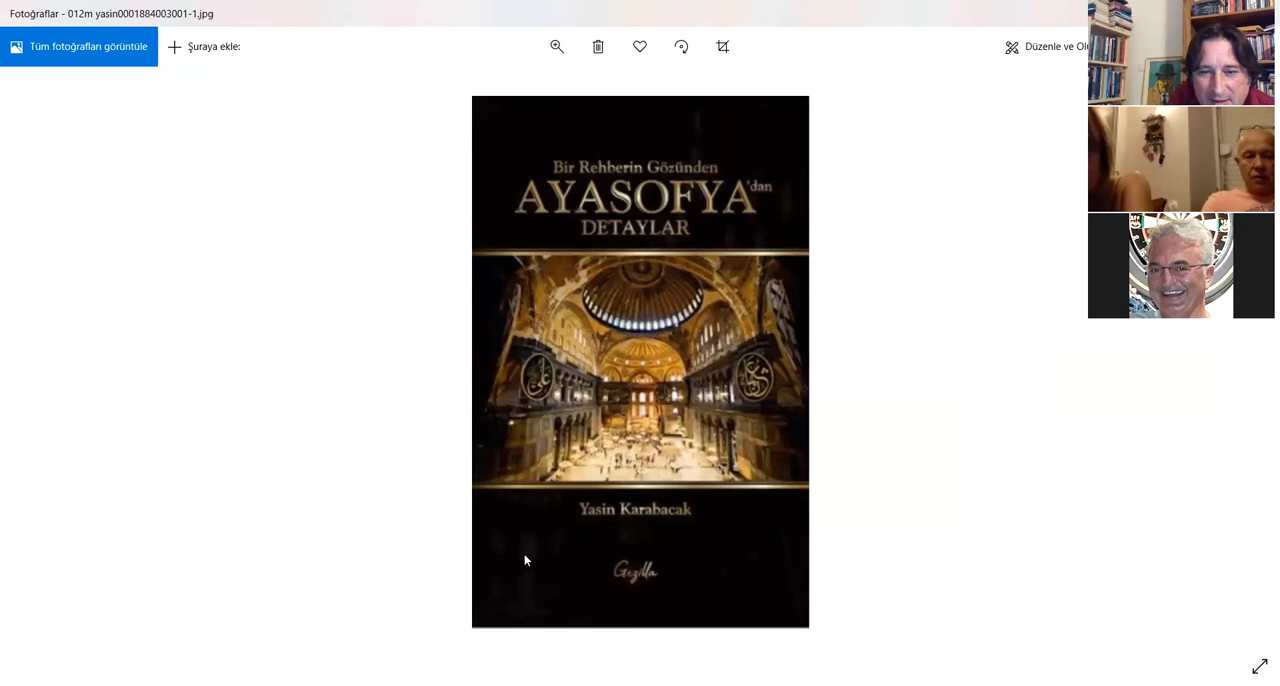 Fotoğraflar - 012m yasin0001884003001-1.jpg
Tüm fotoğrafları görüntüle
Şuraya ekle:
Düzenle ve Ol
Bir Rehberin Gözünden
AYASOFYA'dan
DETAYLAR
Yasin Karabacak
Gezilla